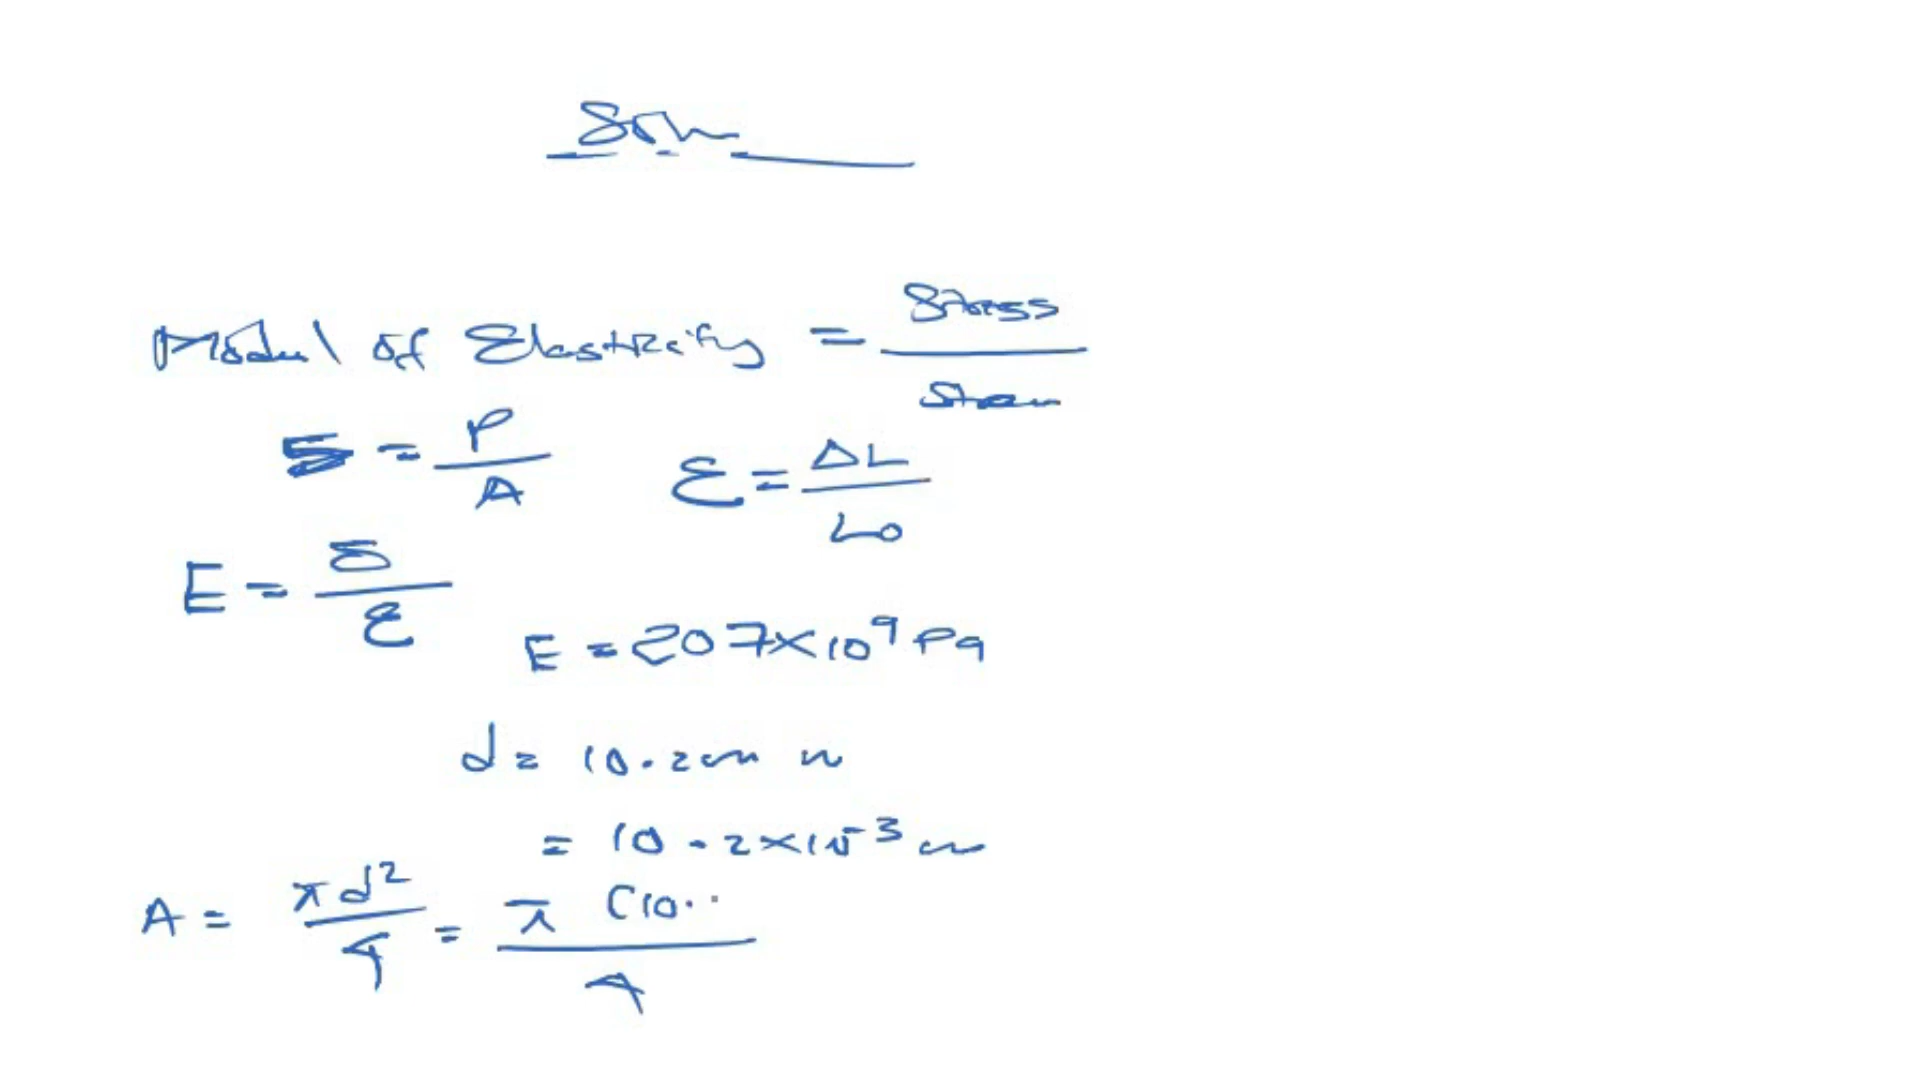 Soln
Modul of Elasticity = Stress / Strain
σ = P / A    ε = ΔL / Lo
E = σ / ε
E = 207×10⁹ Pa
d = 10.2 m m
= 10.2×10⁻³ m
A = πd² / 4 = π (10.. / 4